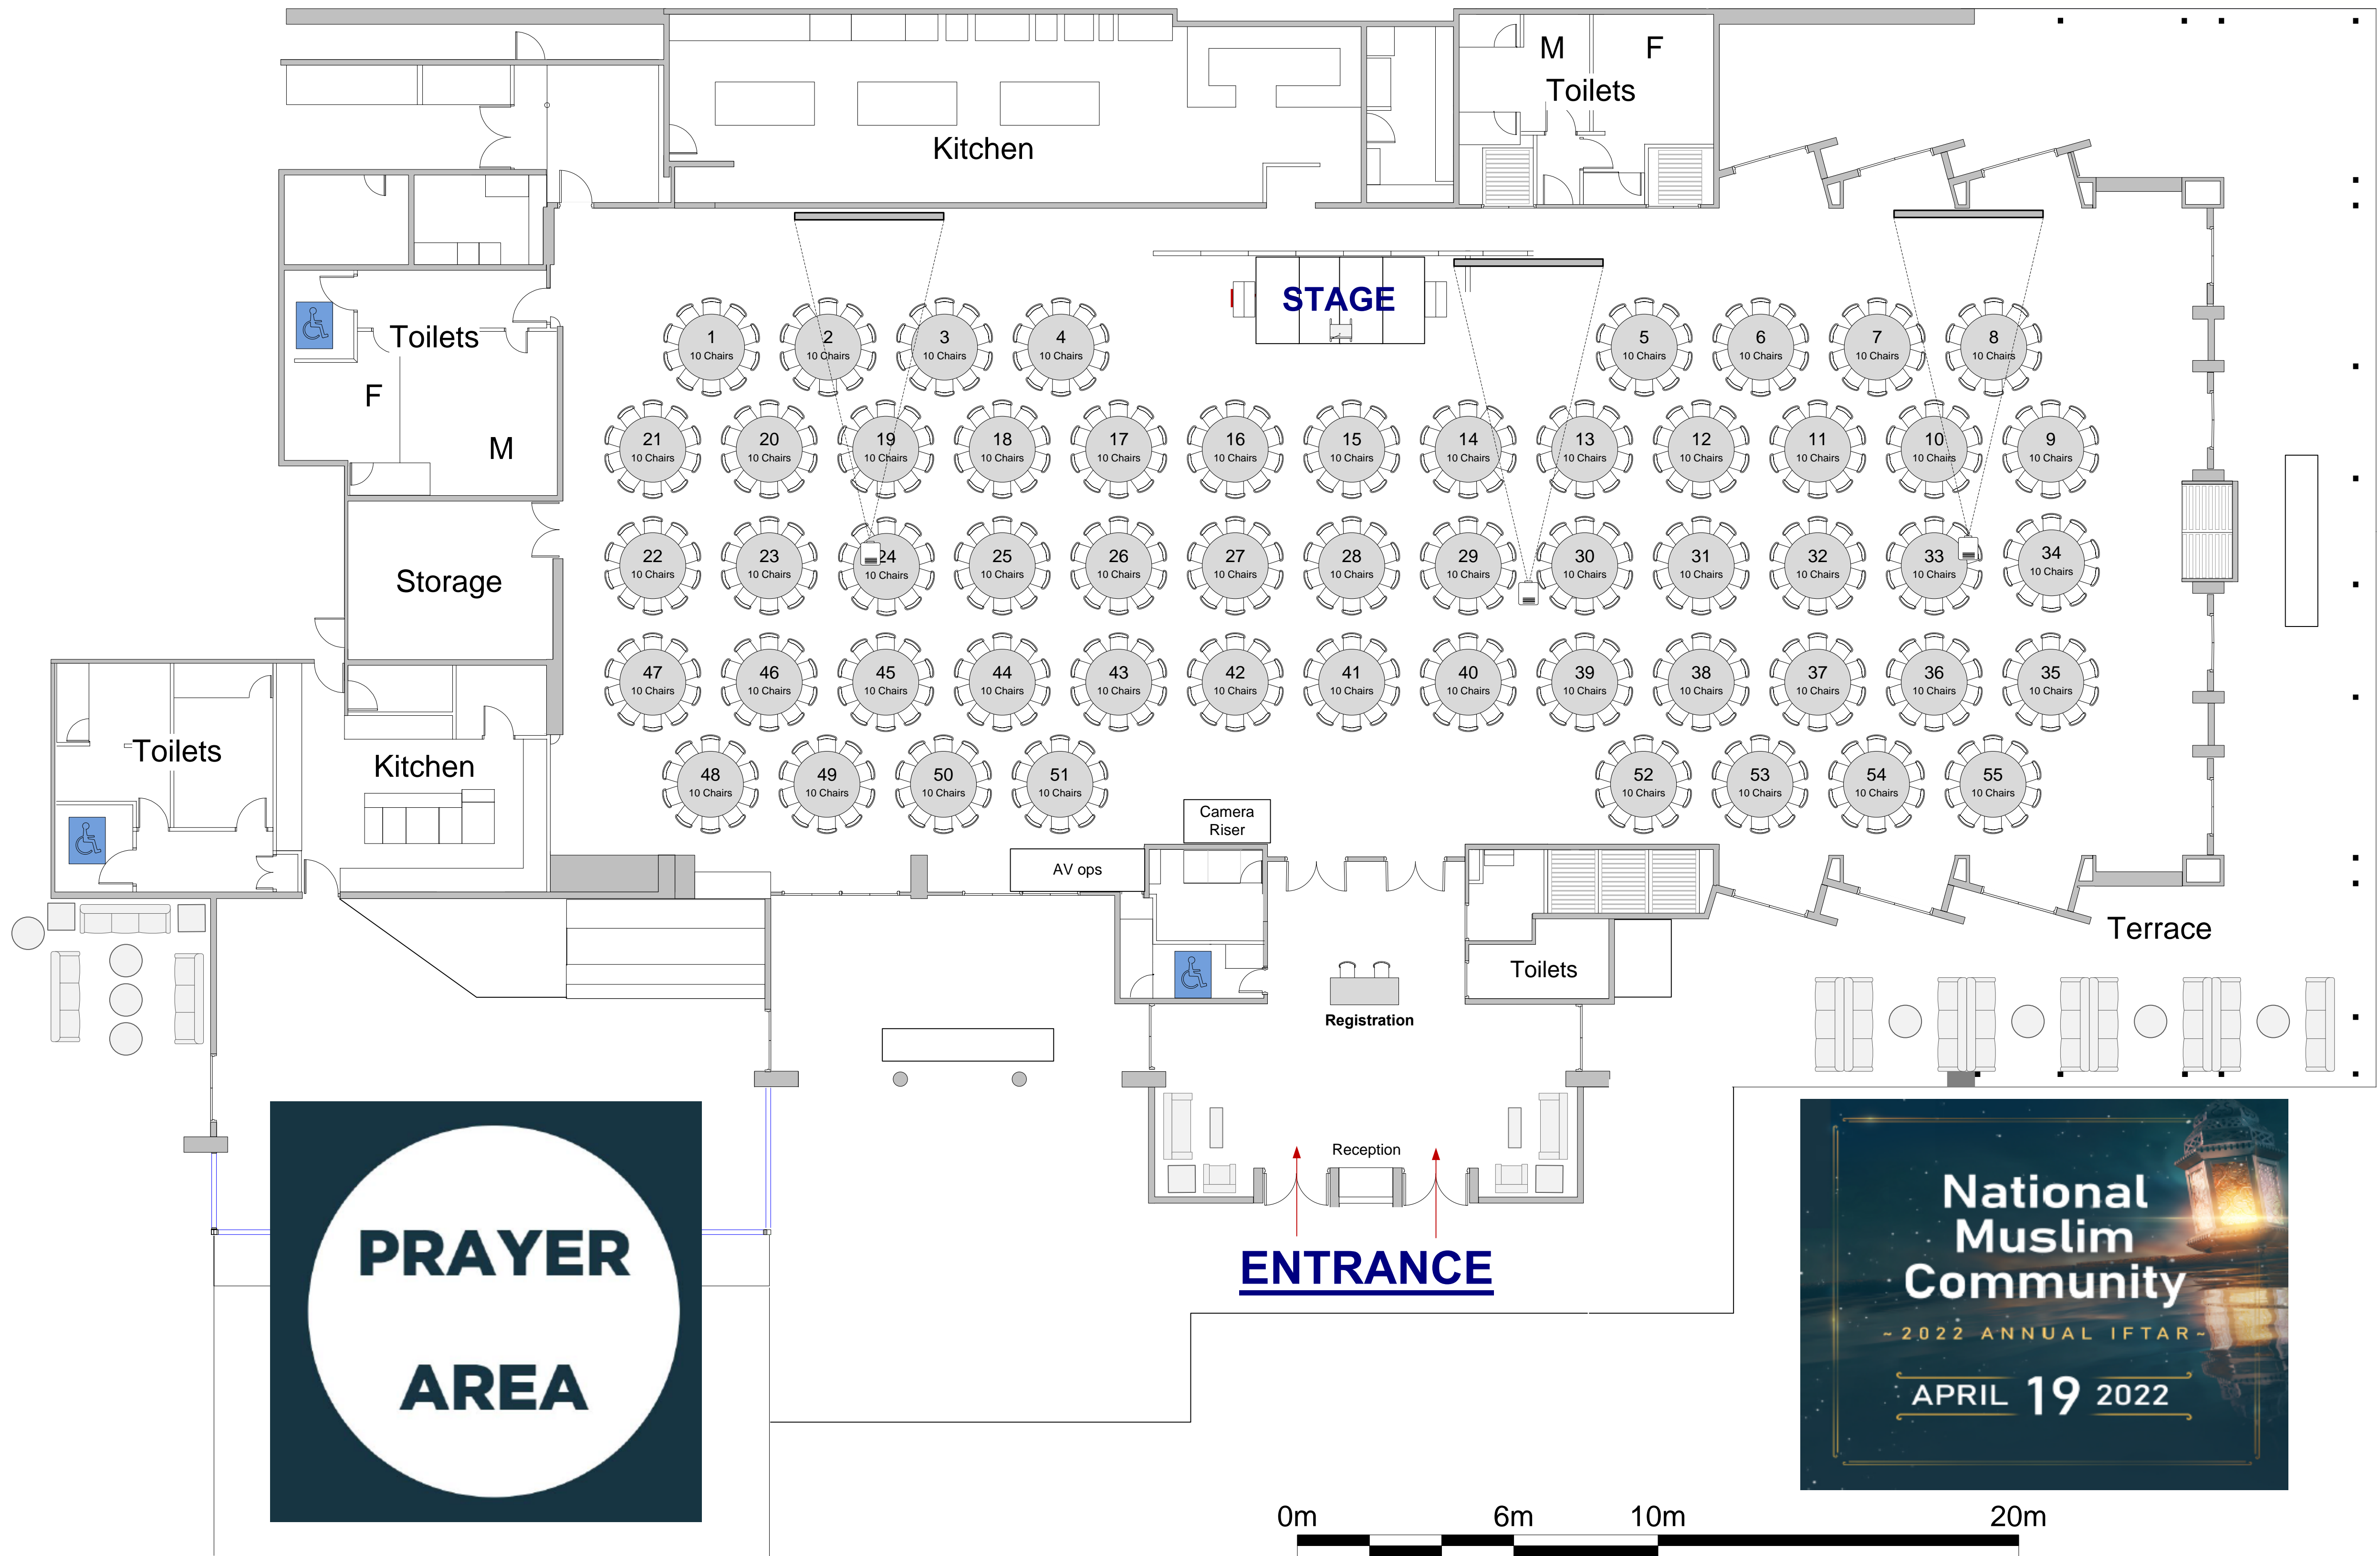 M
F
Toilets
Kitchen
STAGE
Toilets
F
M
1
10 Chairs
2
10 Chairs
3
10 Chairs
4
10 Chairs
5
10 Chairs
6
10 Chairs
7
10 Chairs
8
10 Chairs
21
10 Chairs
20
10 Chairs
19
10 Chairs
18
10 Chairs
17
10 Chairs
16
10 Chairs
15
10 Chairs
14
10 Chairs
13
10 Chairs
12
10 Chairs
11
10 Chairs
10
10 Chairs
9
10 Chairs
Storage
22
10 Chairs
23
10 Chairs
24
10 Chairs
25
10 Chairs
26
10 Chairs
27
10 Chairs
28
10 Chairs
29
10 Chairs
30
10 Chairs
31
10 Chairs
32
10 Chairs
33
10 Chairs
34
10 Chairs
47
10 Chairs
46
10 Chairs
45
10 Chairs
44
10 Chairs
43
10 Chairs
42
10 Chairs
41
10 Chairs
40
10 Chairs
39
10 Chairs
38
10 Chairs
37
10 Chairs
36
10 Chairs
35
10 Chairs
Toilets
Kitchen
48
10 Chairs
49
10 Chairs
50
10 Chairs
51
10 Chairs
52
10 Chairs
53
10 Chairs
54
10 Chairs
55
10 Chairs
Camera
Riser
AV ops
Terrace
Toilets
Registration
Reception
ENTRANCE
PRAYER
AREA
National
Muslim
Community
~ 2022 ANNUAL IFTAR ~
APRIL 19 2022
0m 6m 10m 20m